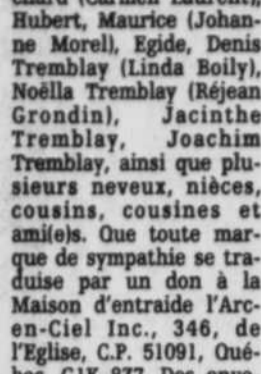 Hubert, Maurice (Johan-
ne Morel), Egide, Denis
Tremblay (Linda Boily),
Noëlla Tremblay (Réjean
Grondin), Jacinthe
Tremblay, Joachim
Tremblay, ainsi que plu-
sieurs neveux, nièces,
cousins, cousines et
ami(e)s. Que toute mar-
que de sympathie se tra-
duise par un don à la
Maison d'entraide l'Arc-
en-Ciel Inc., 346, de
l'Eglise, C.P. 51091, Qué-